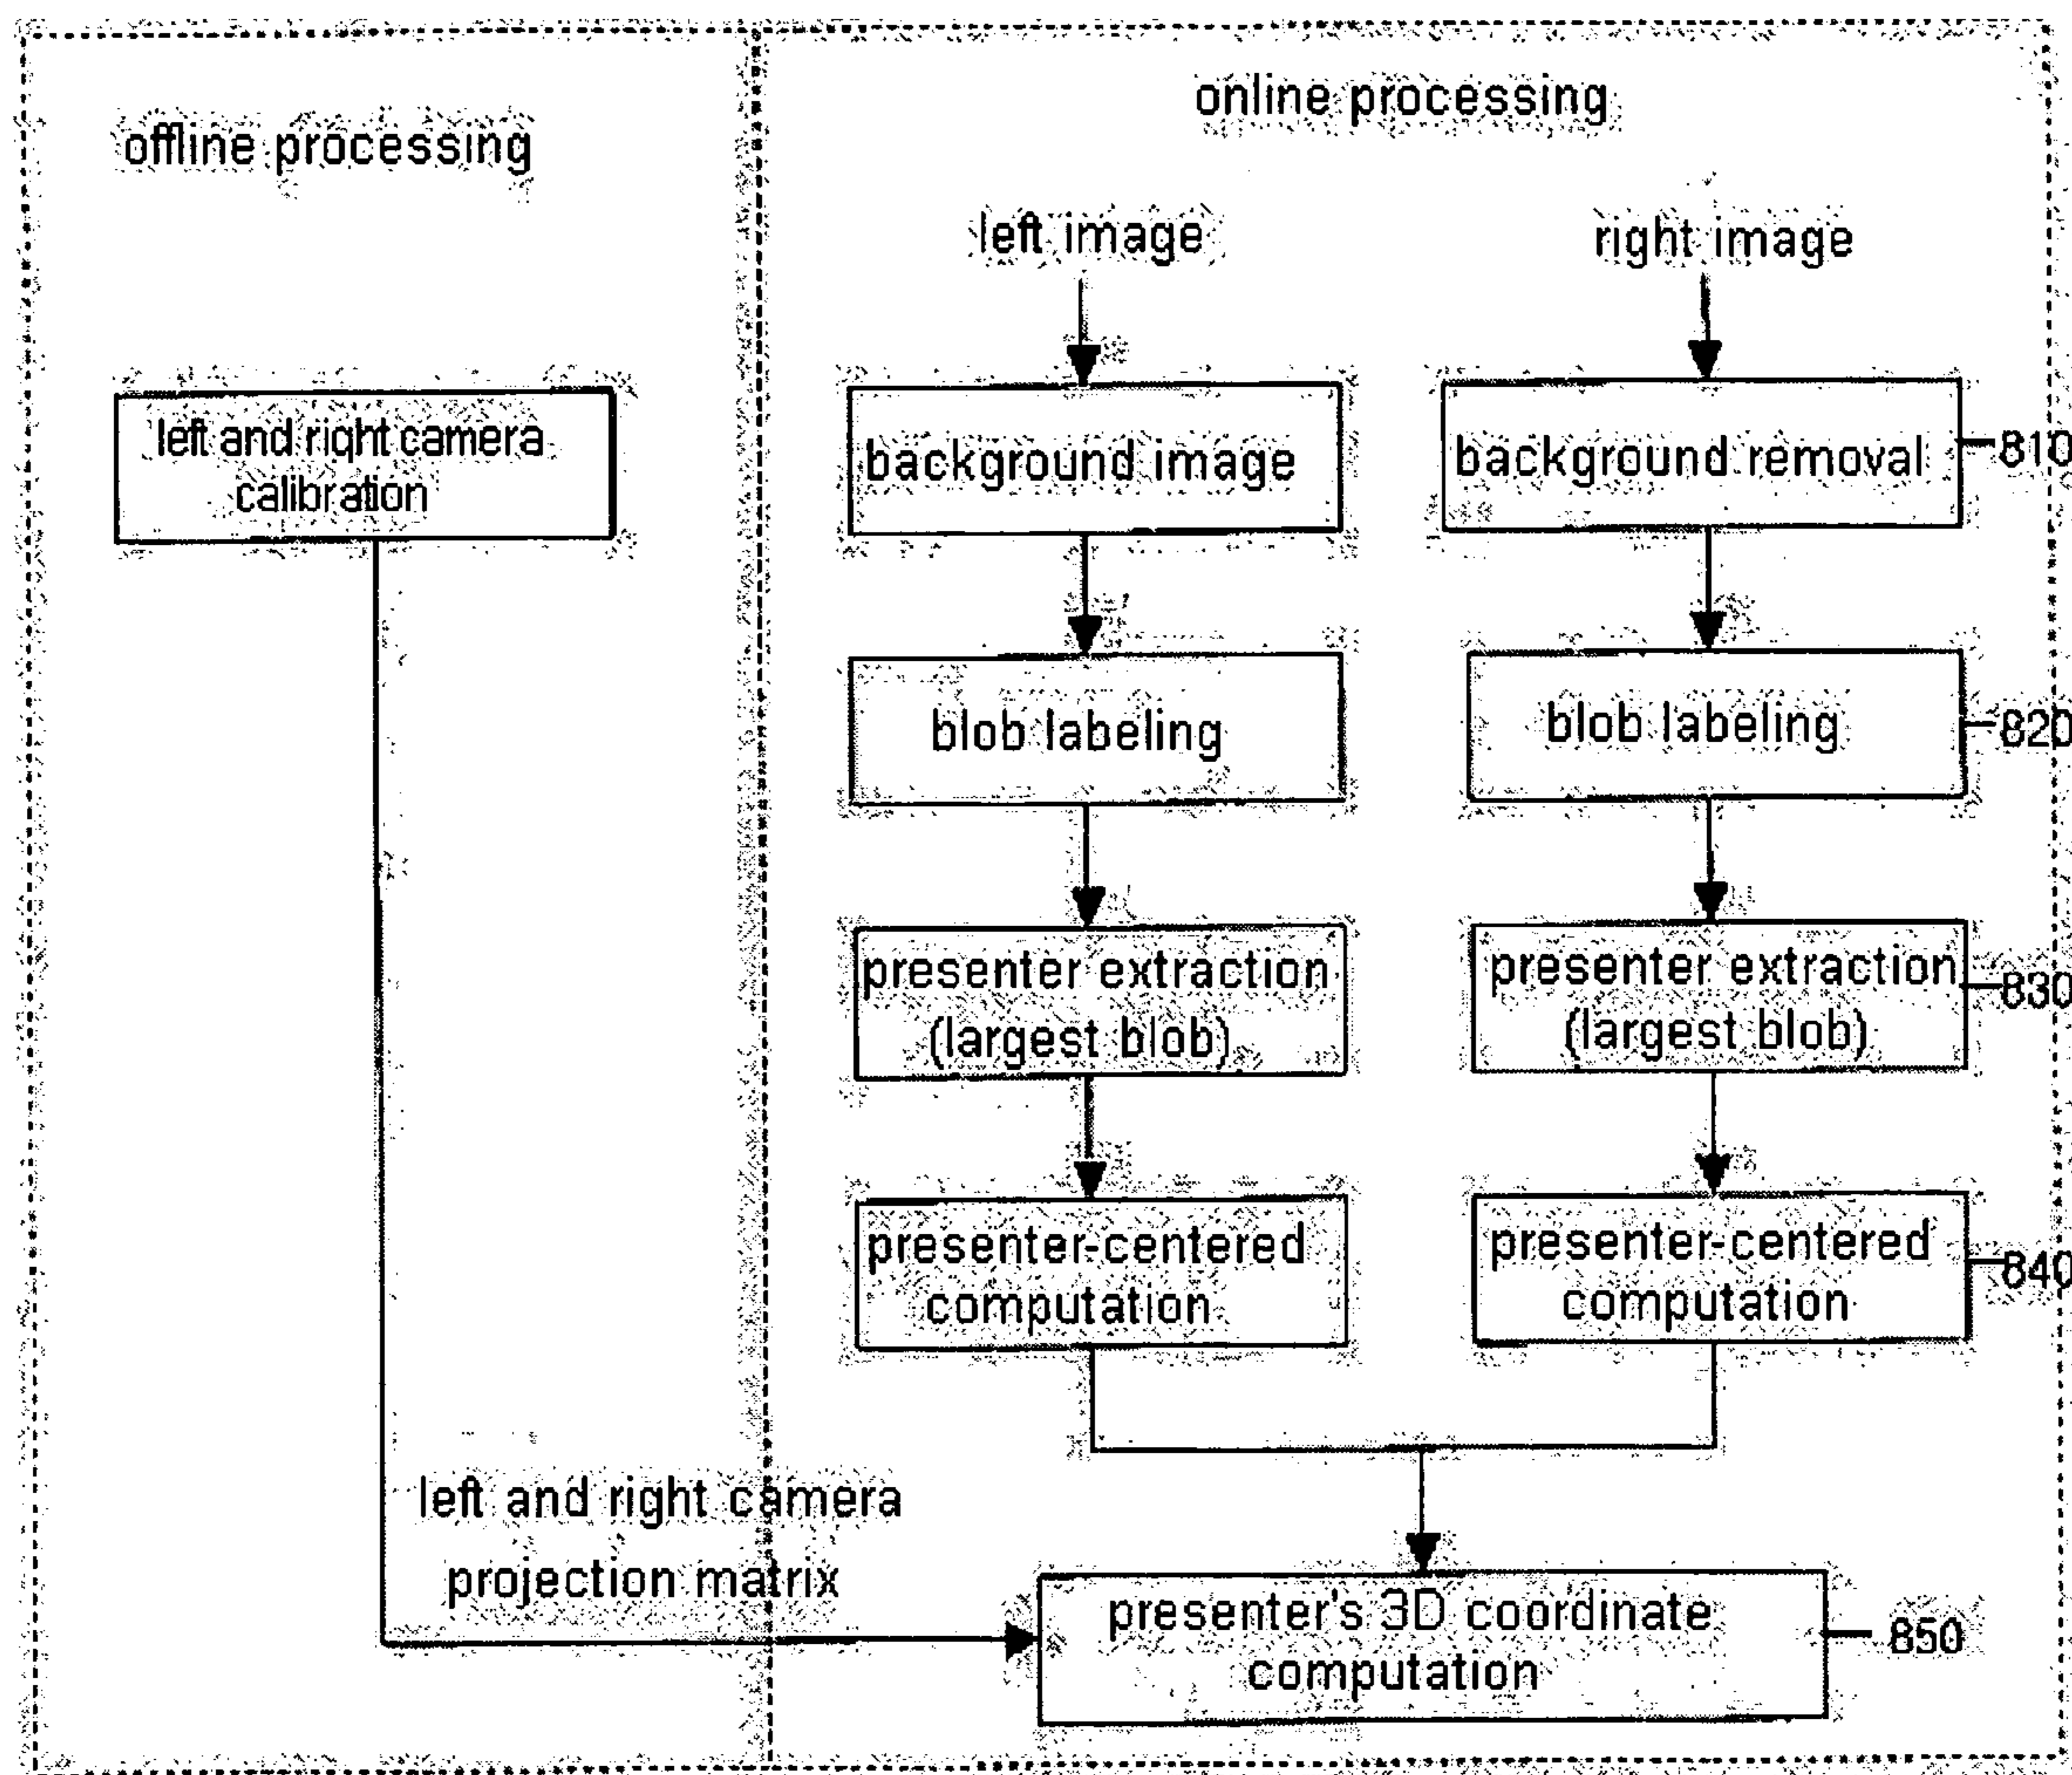 offline processing
online processing
left image
right image
left and right camera
calibration
background image
background removal
810
blob labeling
blob labeling
820
presenter extraction
(largest blob)
presenter extraction
(largest blob)
830
presenter-centered
computation
presenter-centered
computation
840
left and right camera
projection matrix
presenter's 3D coordinate
computation
850